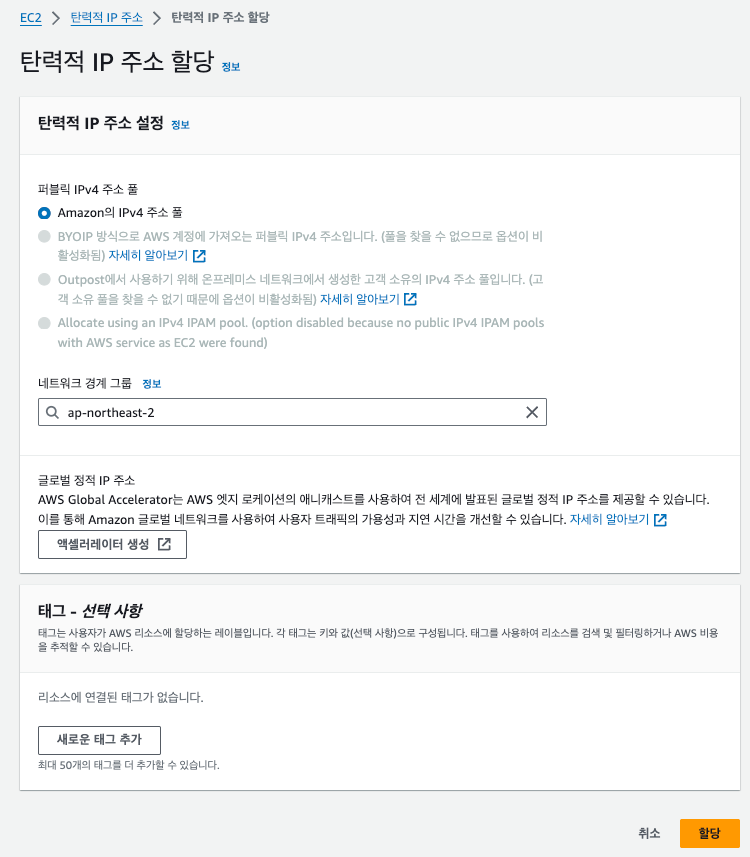 EC2 > 탄력적 IP 주소 > 탄력적 IP 주소 할당
탄력적 IP 주소 할당 정보
탄력적 IP 주소 설정 정보
퍼블릭 IPv4 주소 풀
Amazon의 IPv4 주소 풀
BYOIP 방식으로 AWS 계정에 가져오는 퍼블릭 IPv4 주소입니다. (풀을 찾을 수 없으므로 옵션이 비
활성화됨) 자세히 알아보기
Outpost에서 사용하기 위해 온프레미스 네트워크에서 생성한 고객 소유의 IPv4 주소 풀입니다. (고
객 소유 풀을 찾을 수 없기 때문에 옵션이 비활성화됨) 자세히 알아보기
Allocate using an IPv4 IPAM pool. (option disabled because no public IPv4 IPAM pools
with AWS service as EC2 were found)
네트워크 경계 그룹 정보
ap-northeast-2
글로벌 정적 IP 주소
AWS Global Accelerator는 AWS 엣지 로케이션의 애니캐스트를 사용하여 전 세계에 발표된 글로벌 정적 IP 주소를 제공할 수 있습니다.
이를 통해 Amazon 글로벌 네트워크를 사용하여 사용자 트래픽의 가용성과 지연 시간을 개선할 수 있습니다. 자세히 알아보기
액셀러레이터 생성
태그 - 선택 사항
태그는 사용자가 AWS 리소스에 할당하는 레이블입니다. 각 태그는 키와 값(선택 사항)으로 구성됩니다. 태그를 사용하여 리소스를 검색 및 필터링하거나 AWS 비용
을 추적할 수 있습니다.
리소스에 연결된 태그가 없습니다.
새로운 태그 추가
최대 50개의 태그를 더 추가할 수 있습니다.
취소 할당